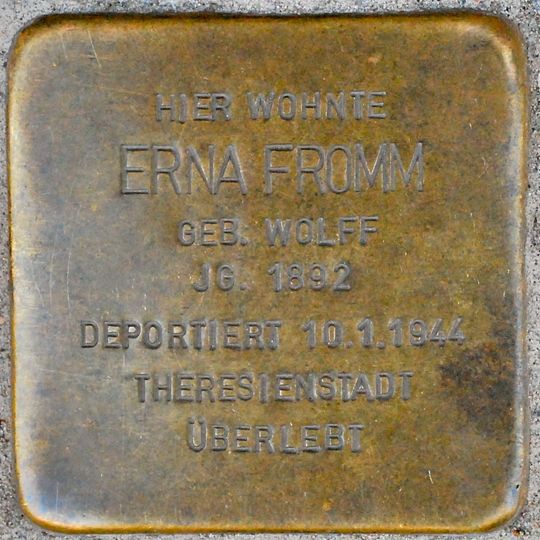 HIER WOHNTE
ERNA FROMM
GEB. WOLFF
JG. 1892
DEPORTIERT 10.1.1944
THERESIENSTADT
ÜBERLEBT